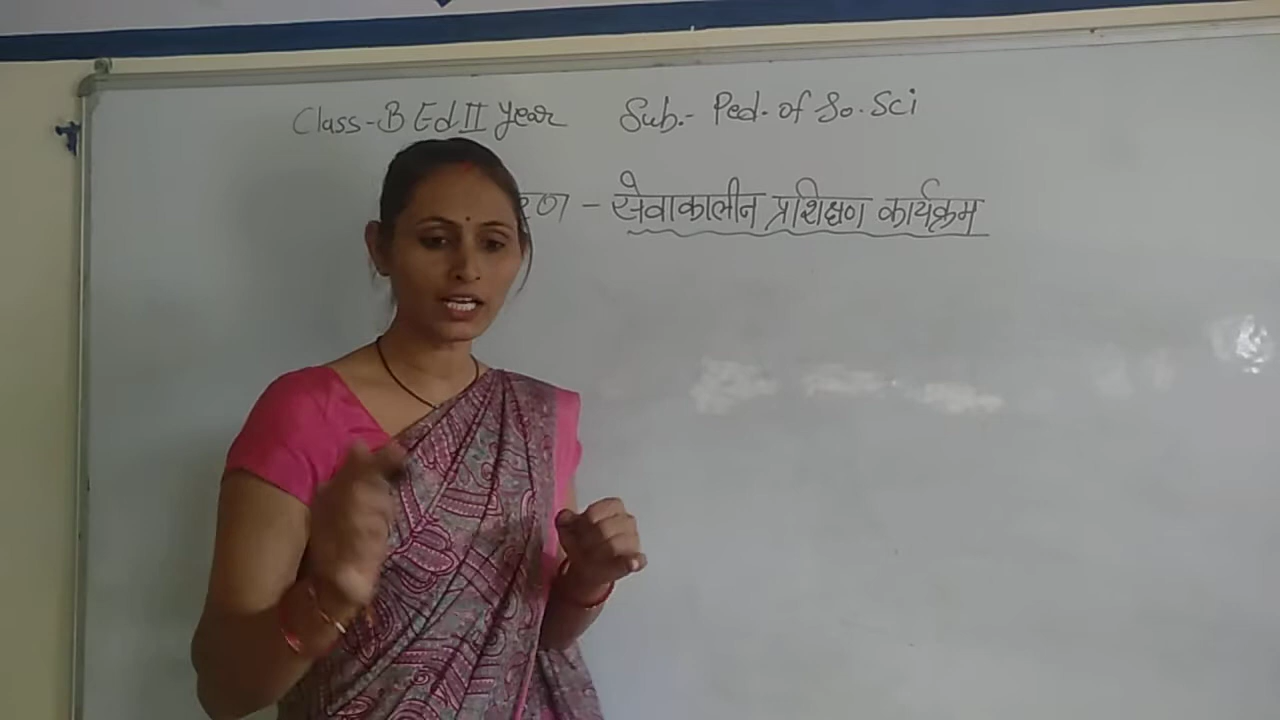 Class-B Ed II Year Sub.- Ped. of So. Sci
- सेवाकालीन प्रशिक्षण कार्यक्रम